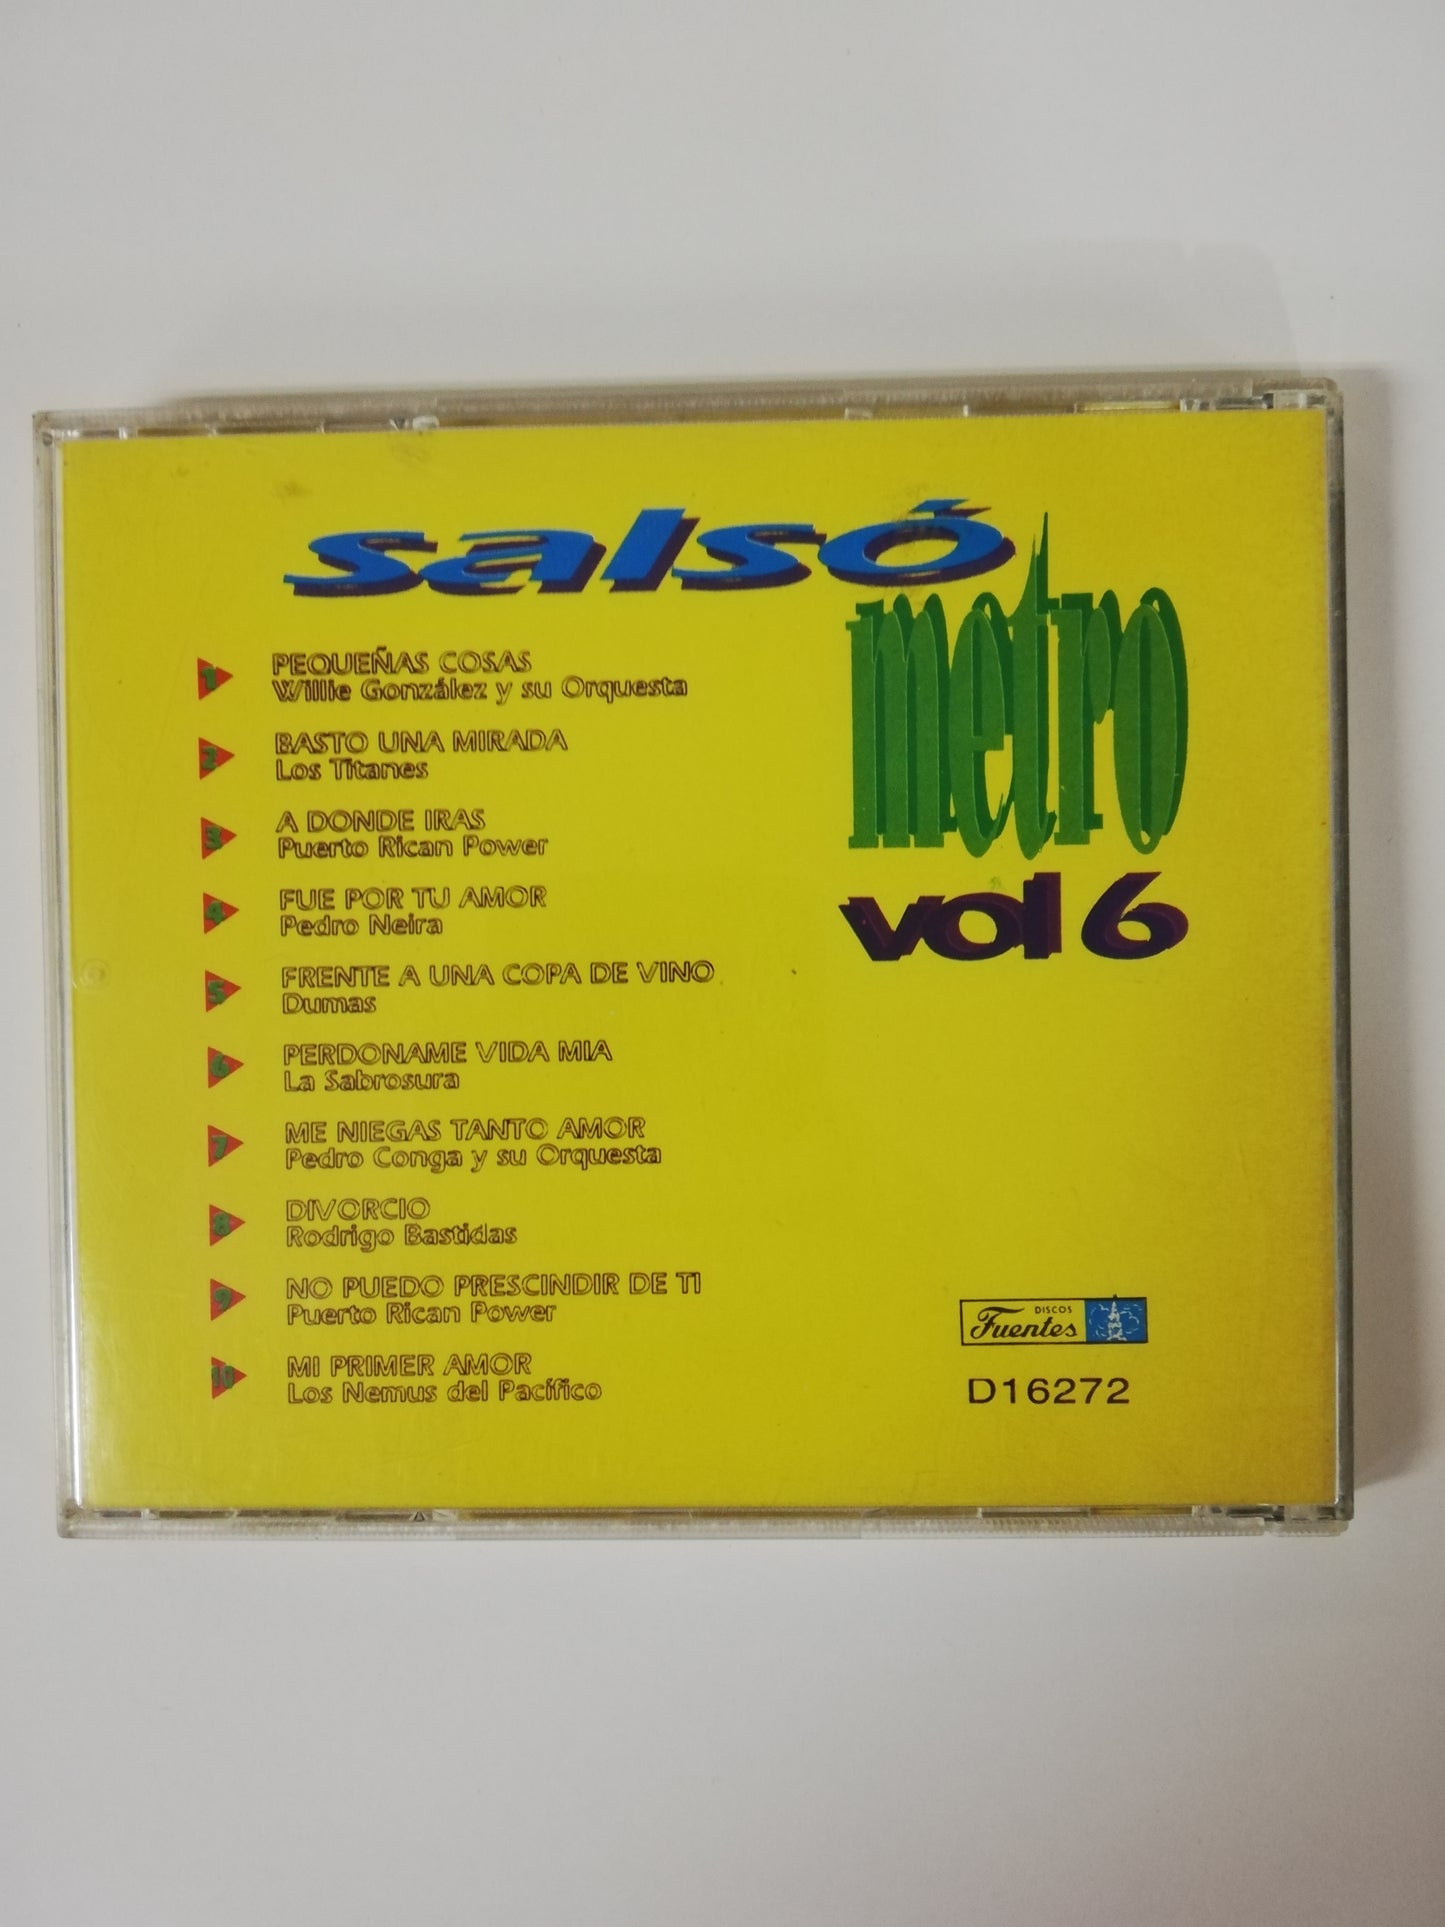 salsó
metro
vol 6
1
PEQUEÑAS COSAS
Willie González y su Orquesta
2
BASTO UNA MIRADA
Los Titanes
3
A DONDE IRAS
Puerto Rican Power
4
FUE POR TU AMOR
Pedro Neira
5
FRENTE A UNA COPA DE VINO
Dumas
6
PERDONAME VIDA MIA
La Sabrosura
7
ME NIEGAS TANTO AMOR
Pedro Conga y su Orquesta
8
DIVORCIO
Rodrigo Bastidas
9
NO PUEDO PRESCINDIR DE TI
Puerto Rican Power
10
MI PRIMER AMOR
Los Nemus del Pacífico
DISCOS
Fuentes
D16272